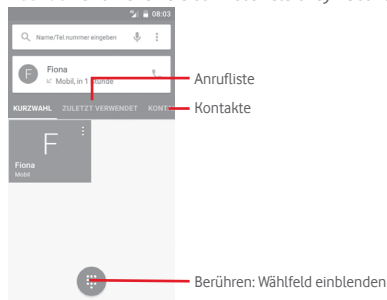 08:03
Name/Tel.nummer eingeben
F Fiona
Mobil, in 1 Stunde
Anrufliste
KURZWAHL ZULETZT VERWENDET KONT
Kontakte
F
Fiona
Mobil
Berühren: Wählfeld einblenden